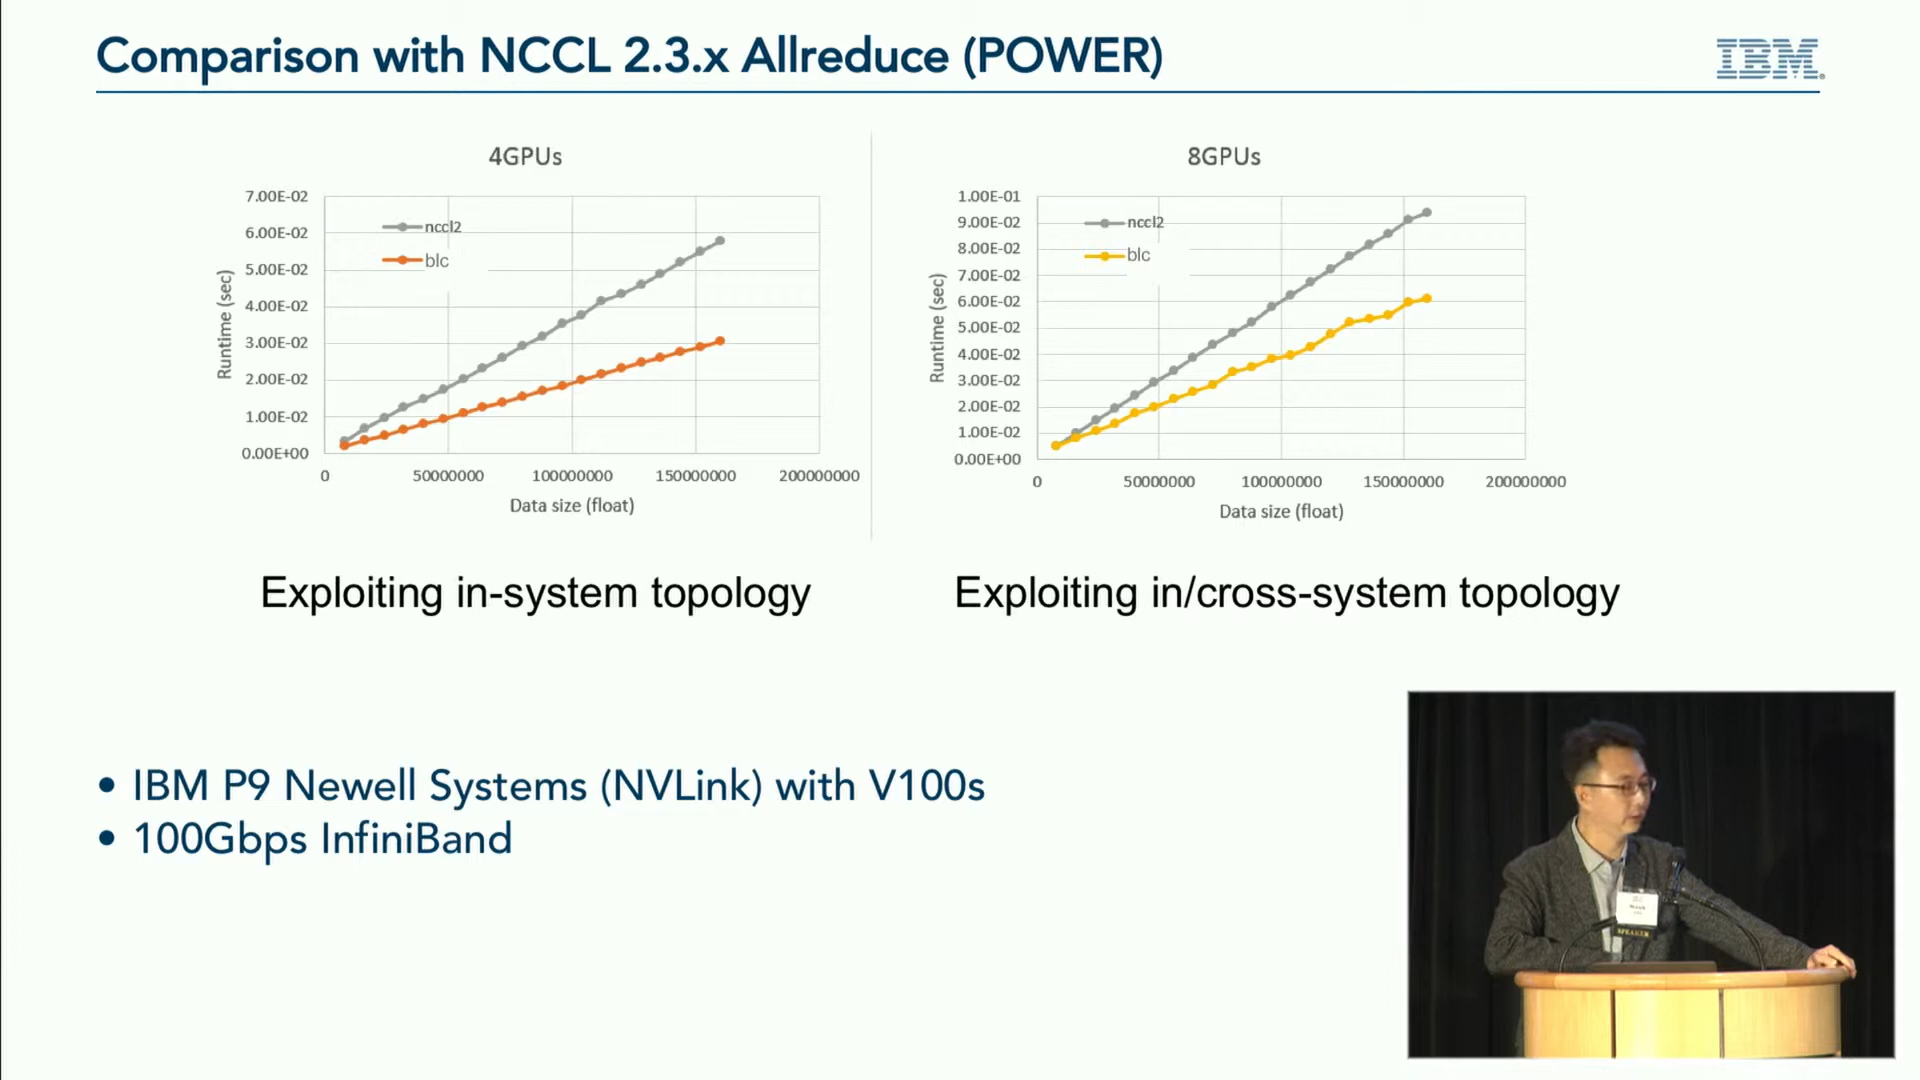 Comparison with NCCL 2.3.x Allreduce (POWER)
IBM
4GPUs
7.00E-02
6.00E-02
5.00E-02
4.00E-02
3.00E-02
2.00E-02
1.00E-02
0.00E+00
Runtime (sec)
nccl2
blc
0 50000000 100000000 150000000 200000000
Data size (float)
8GPUs
1.00E-01
9.00E-02
8.00E-02
7.00E-02
6.00E-02
5.00E-02
4.00E-02
3.00E-02
2.00E-02
1.00E-02
0.00E+00
Runtime (sec)
nccl2
blc
0 50000000 100000000 150000000 200000000
Data size (float)
Exploiting in-system topology
Exploiting in/cross-system topology
• IBM P9 Newell Systems (NVLink) with V100s
• 100Gbps InfiniBand
SPEAKER